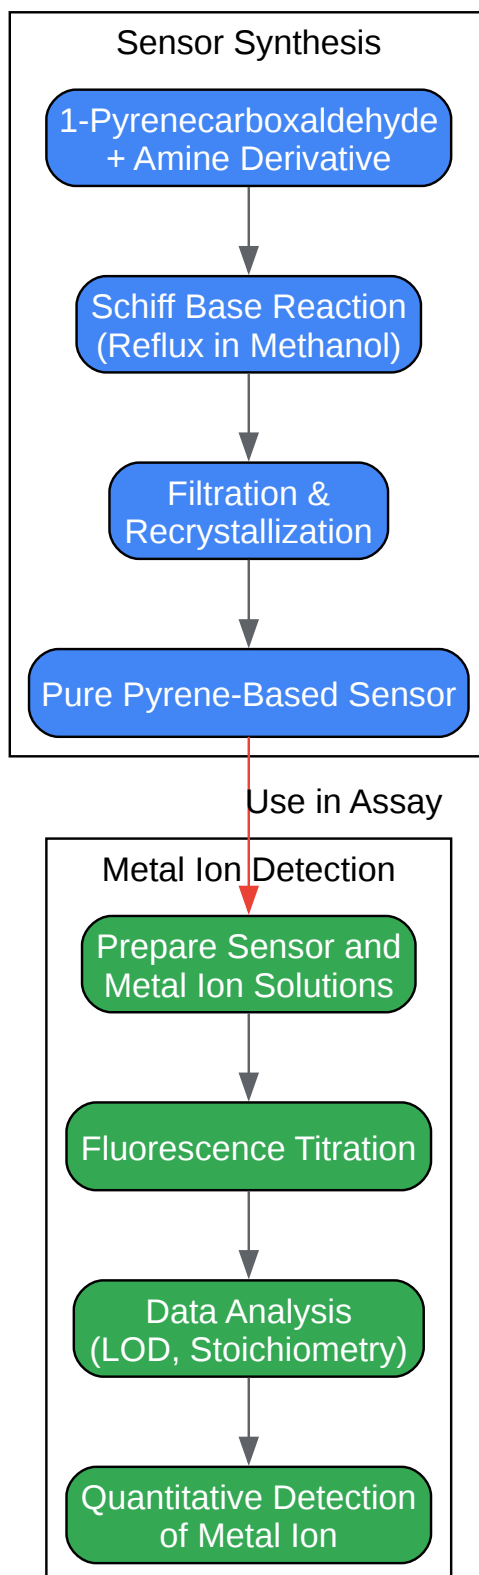 Sensor Synthesis
1-Pyrenecarboxaldehyde
+ Amine Derivative
Schiff Base Reaction
(Reflux in Methanol)
Filtration &
Recrystallization
Pure Pyrene-Based Sensor
Use in Assay
Metal Ion Detection
Prepare Sensor and
Metal Ion Solutions
Fluorescence Titration
Data Analysis
(LOD, Stoichiometry)
Quantitative Detection
of Metal Ion